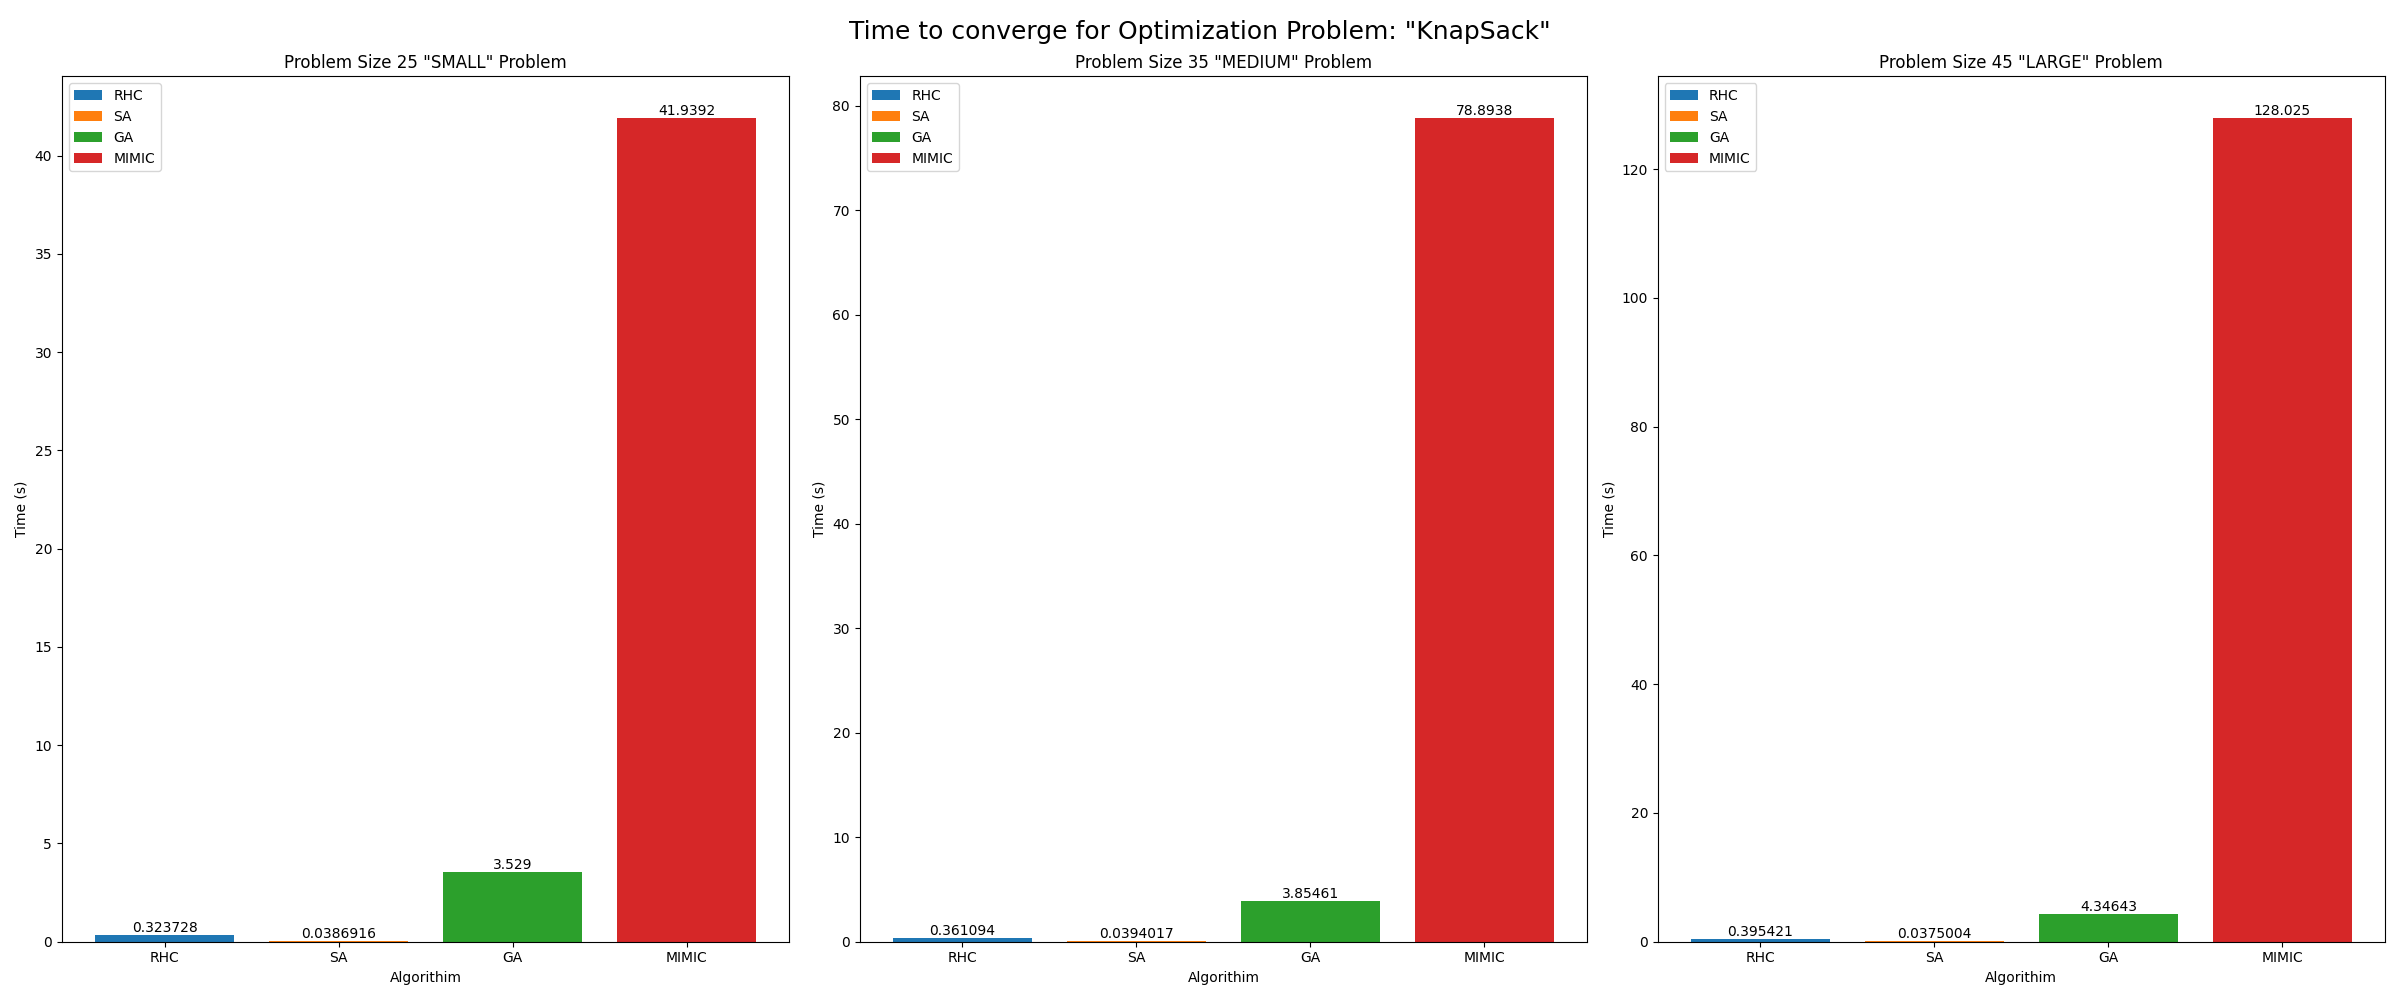 Time to converge for Optimization Problem: "KnapSack"
Problem Size 25 "SMALL" Problem
RHC
SA
GA
MIMIC
41.9392
3.529
0.323728
0.0386916
40
35
30
25
20
15
10
5
0
Time (s)
RHC SA GA MIMIC
Algorithim
Problem Size 35 "MEDIUM" Problem
RHC
SA
GA
MIMIC
78.8938
3.85461
0.361094
0.0394017
80
70
60
50
40
30
20
10
0
Time (s)
RHC SA GA MIMIC
Algorithim
Problem Size 45 "LARGE" Problem
RHC
SA
GA
MIMIC
128.025
4.34643
0.395421
0.0375004
120
100
80
60
40
20
0
Time (s)
RHC SA GA MIMIC
Algorithim